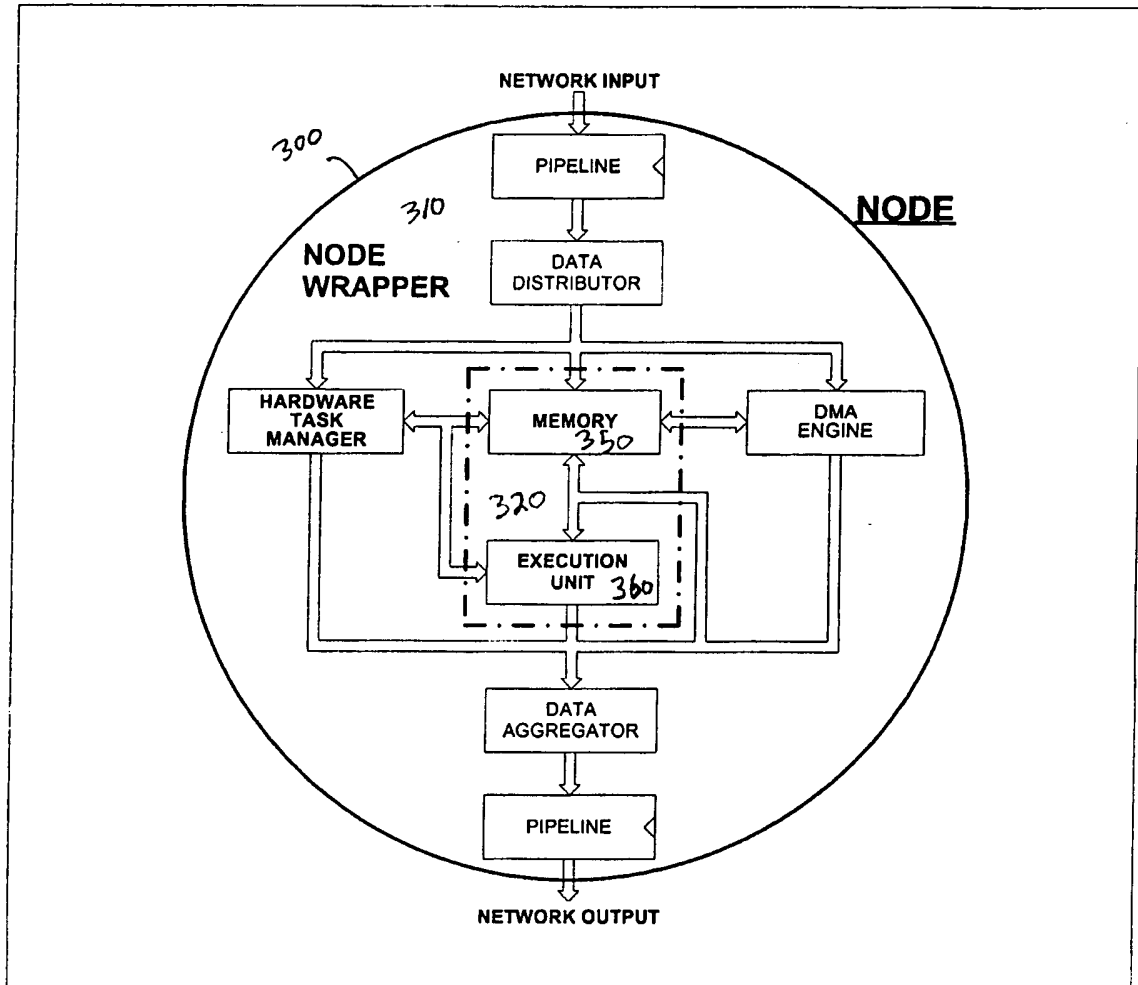 NETWORK INPUT
300
PIPELINE
310
NODE
NODE
WRAPPER
DATA
DISTRIBUTOR
HARDWARE
TASK
MANAGER
MEMORY
350
DMA
ENGINE
320
EXECUTION
UNIT
360
DATA
AGGREGATOR
PIPELINE
NETWORK OUTPUT